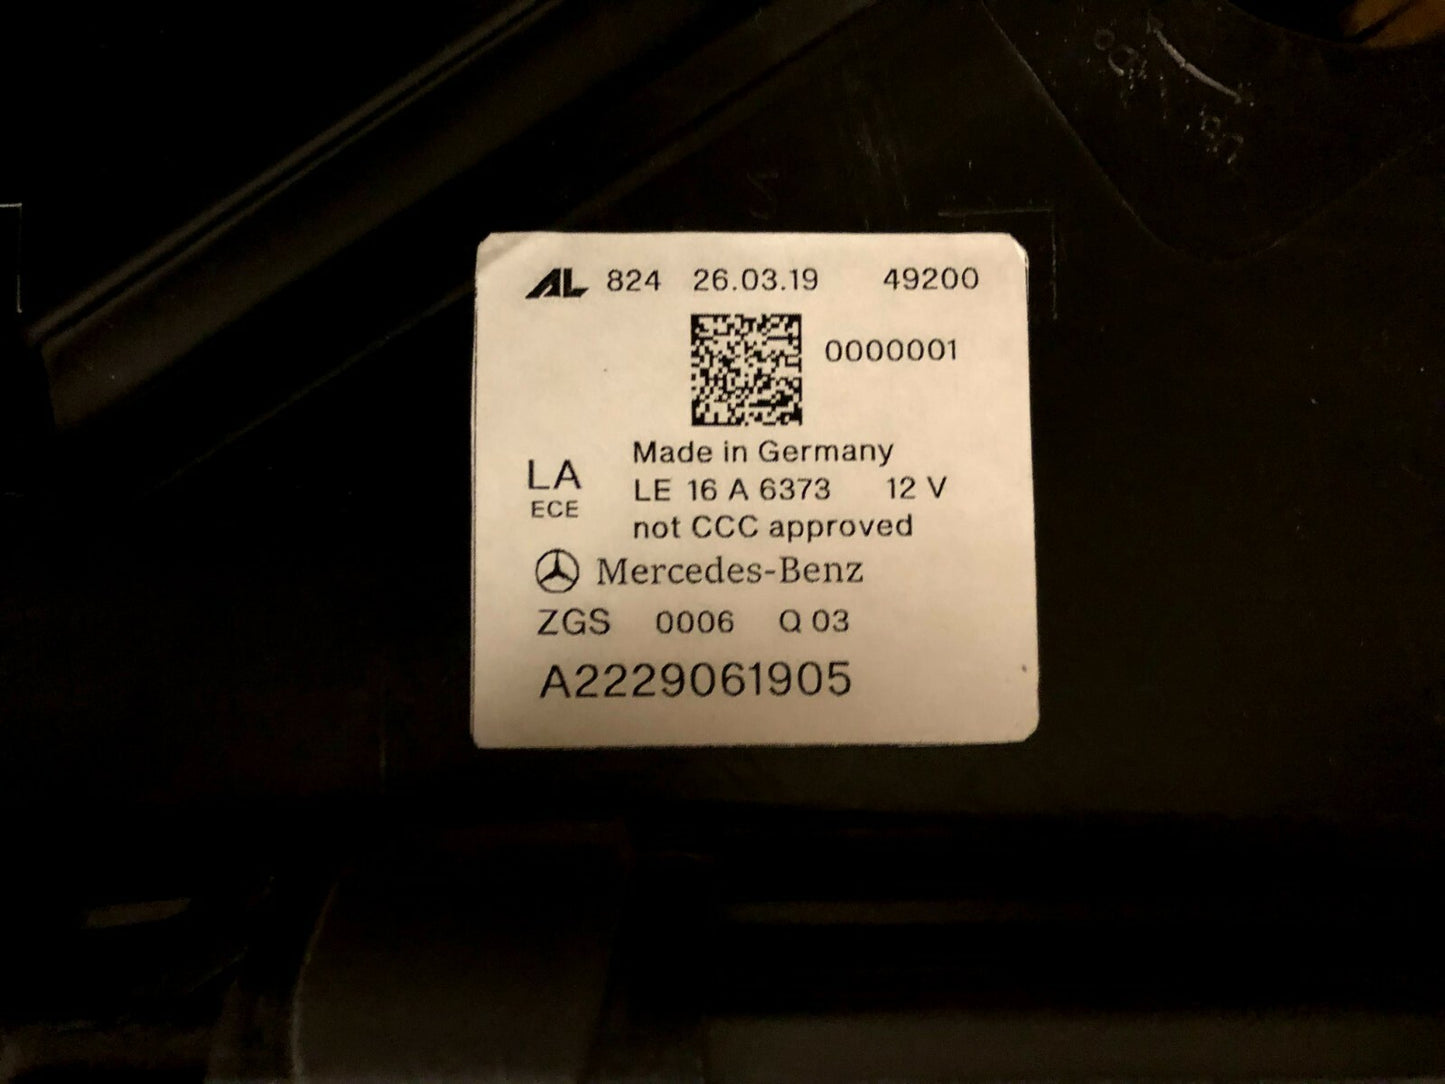 AL 824 26.03.19 49200
0000001
Made in Germany
LA LE 16 A 6373 12 V
ECE not CCC approved
Mercedes-Benz
ZGS 0006 Q 03
A2229061905